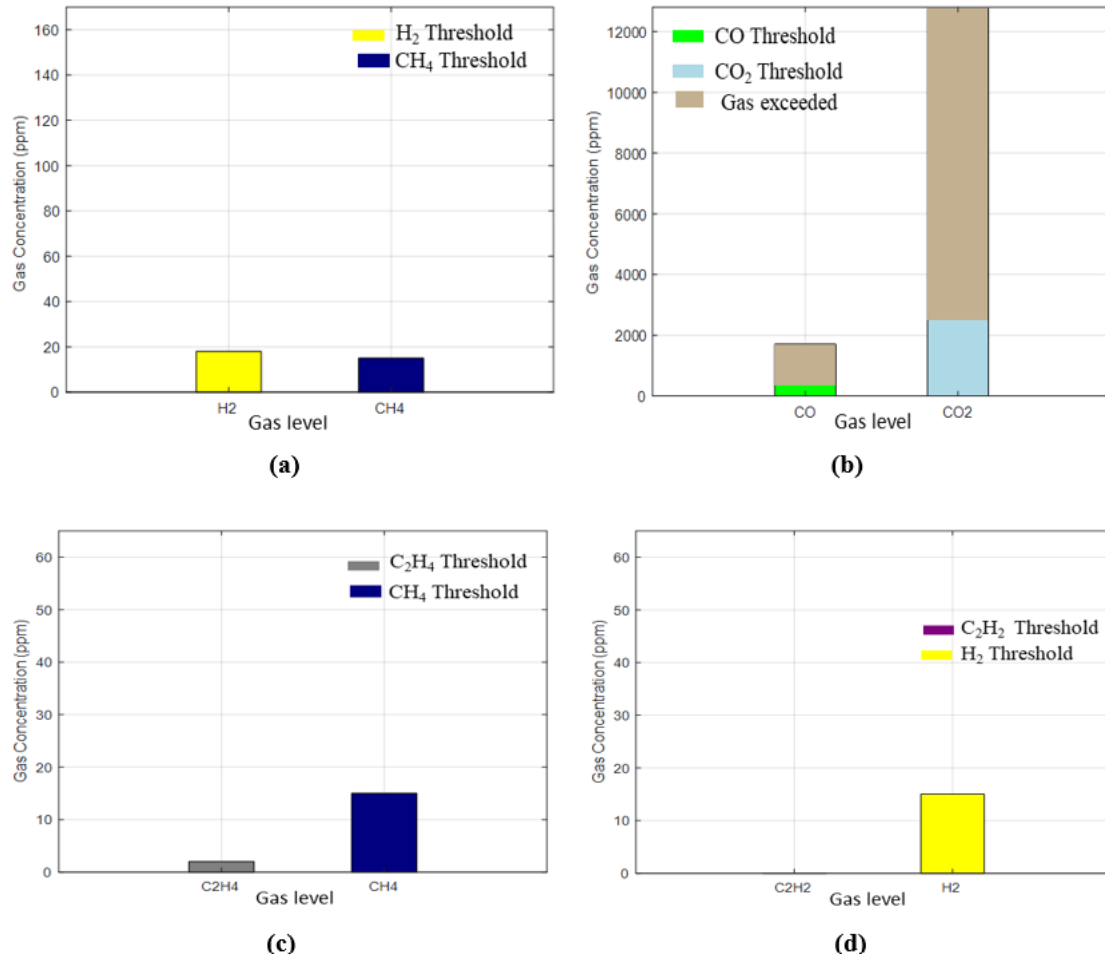 H₂ Threshold
CH₄ Threshold
160
140
120
100
80
60
40
20
0
Gas Concentration (ppm)
H2
CH4
Gas level
(a)
CO Threshold
CO₂ Threshold
Gas exceeded
12000
10000
8000
6000
4000
2000
0
Gas Concentration (ppm)
CO
CO2
Gas level
(b)
C₂H₄ Threshold
CH₄ Threshold
60
50
40
30
20
10
0
Gas Concentration (ppm)
C2H4
CH4
Gas level
(c)
C₂H₂ Threshold
H₂ Threshold
60
50
40
30
20
10
0
Gas Concentration (ppm)
C2H2
H2
Gas level
(d)